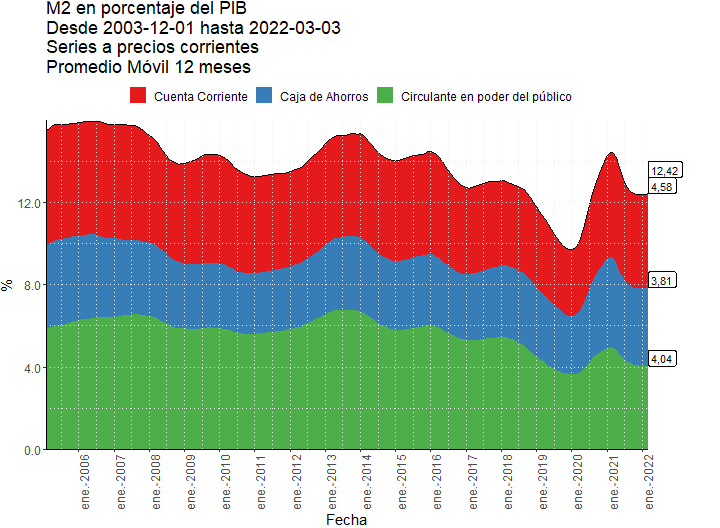 M2 en porcentaje del PIB
Desde 2003-12-01 hasta 2022-03-03
Series a precios corrientes
Promedio Móvil 12 meses
Cuenta Corriente Caja de Ahorros Circulante en poder del público
%
12.0
8.0
4.0
0.0
12,42
4,58
3,81
4,04
ene.-2006
ene.-2007
ene.-2008
ene.-2009
ene.-2010
ene.-2011
ene.-2012
ene.-2013
ene.-2014
ene.-2015
ene.-2016
ene.-2017
ene.-2018
ene.-2019
ene.-2020
ene.-2021
ene.-2022
Fecha